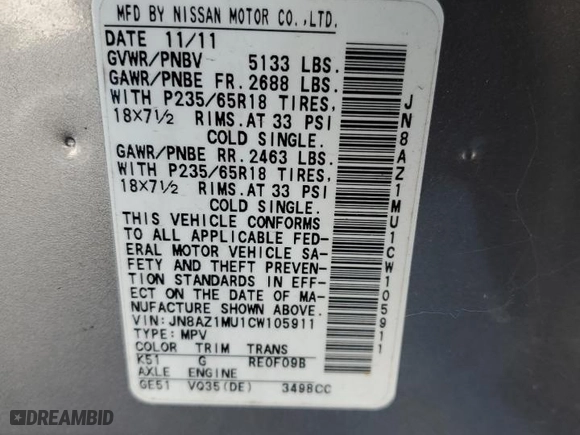 MFD BY NISSAN MOTOR CO.,LTD.
DATE 11/11
GVWR/PNBV 5133 LBS.
GAWR/PNBE FR. 2688 LBS.
WITH P235/65R18 TIRES,
18×7½ RIMS. AT 33 PSI
COLD SINGLE.
GAWR/PNBE RR. 2463 LBS.
WITH P235/65R18 TIRES,
18×7½ RIMS. AT 33 PSI
COLD SINGLE.
THIS VEHICLE CONFORMS
TO ALL APPLICABLE FED-
ERAL MOTOR VEHICLE SA-
FETY AND THEFT PREVEN-
TION STANDARDS IN EFF-
ECT ON THE DATE OF MA-
NUFACTURE SHOWN ABOVE.
VIN: JN8AZ1MU1CW105911
TYPE: MPV
COLOR TRIM TRANS
K51 G RE0F09B
AXLE ENGINE
GE51 VQ35(DE) 3498CC
JN8AZ1MU1CW105911
DREAMBID